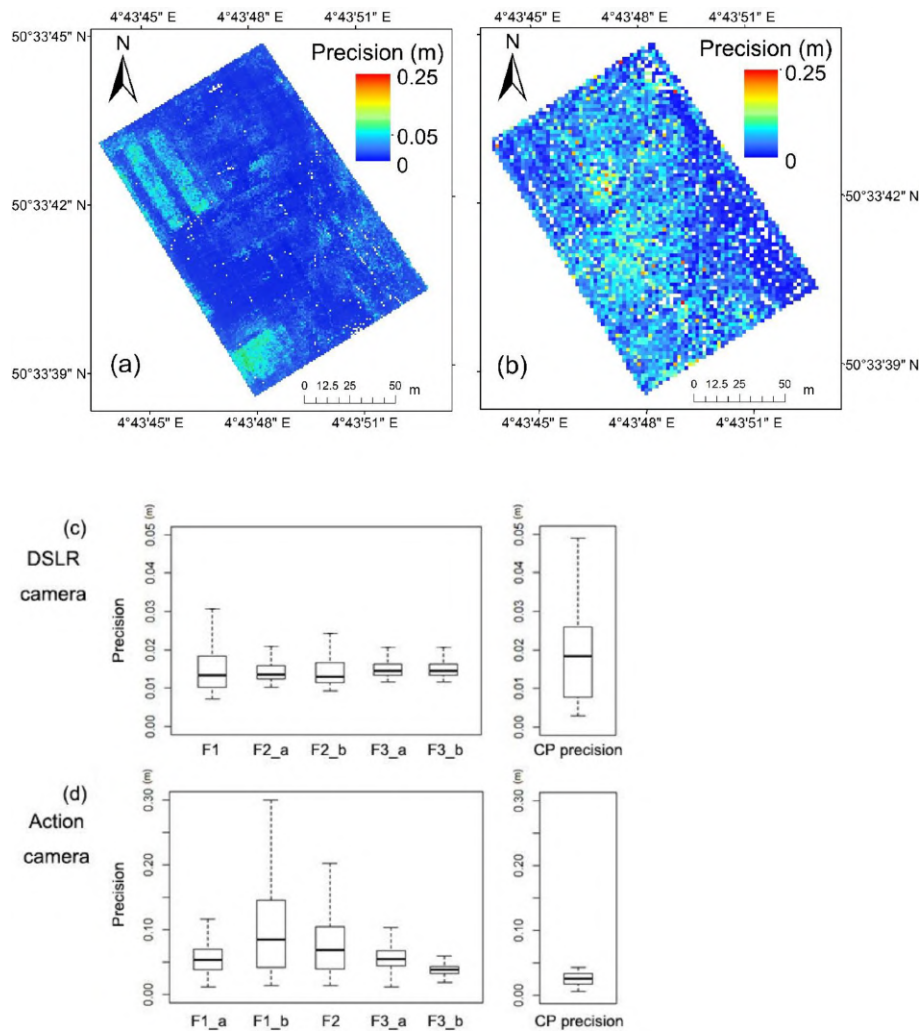 4°43'45" E 4°43'48" E 4°43'51" E
4°43'45" E 4°43'48" E 4°43'51" E
50°33'45" N
N
Precision (m)
0.25
0.05
0
50°33'42" N
50°33'39" N
(a)
0 12.5 25 50
m
4°43'45" E 4°43'48" E 4°43'51" E
N
Precision (m)
0.25
0
50°33'42" N
50°33'39" N
(b)
0 12.5 25 50
m
4°43'45" E 4°43'48" E 4°43'51" E
(c)
DSLR
camera
Precision
(m)
0.05
0.04
0.03
0.02
0.01
0.00
F1 F2_a F2_b F3_a F3_b
(m)
0.05
0.04
0.03
0.02
0.01
0.00
CP precision
(d)
Action
camera
Precision
(m)
0.30
0.20
0.10
0.00
F1_a F1_b F2 F3_a F3_b
(m)
0.30
0.20
0.10
0.00
CP precision